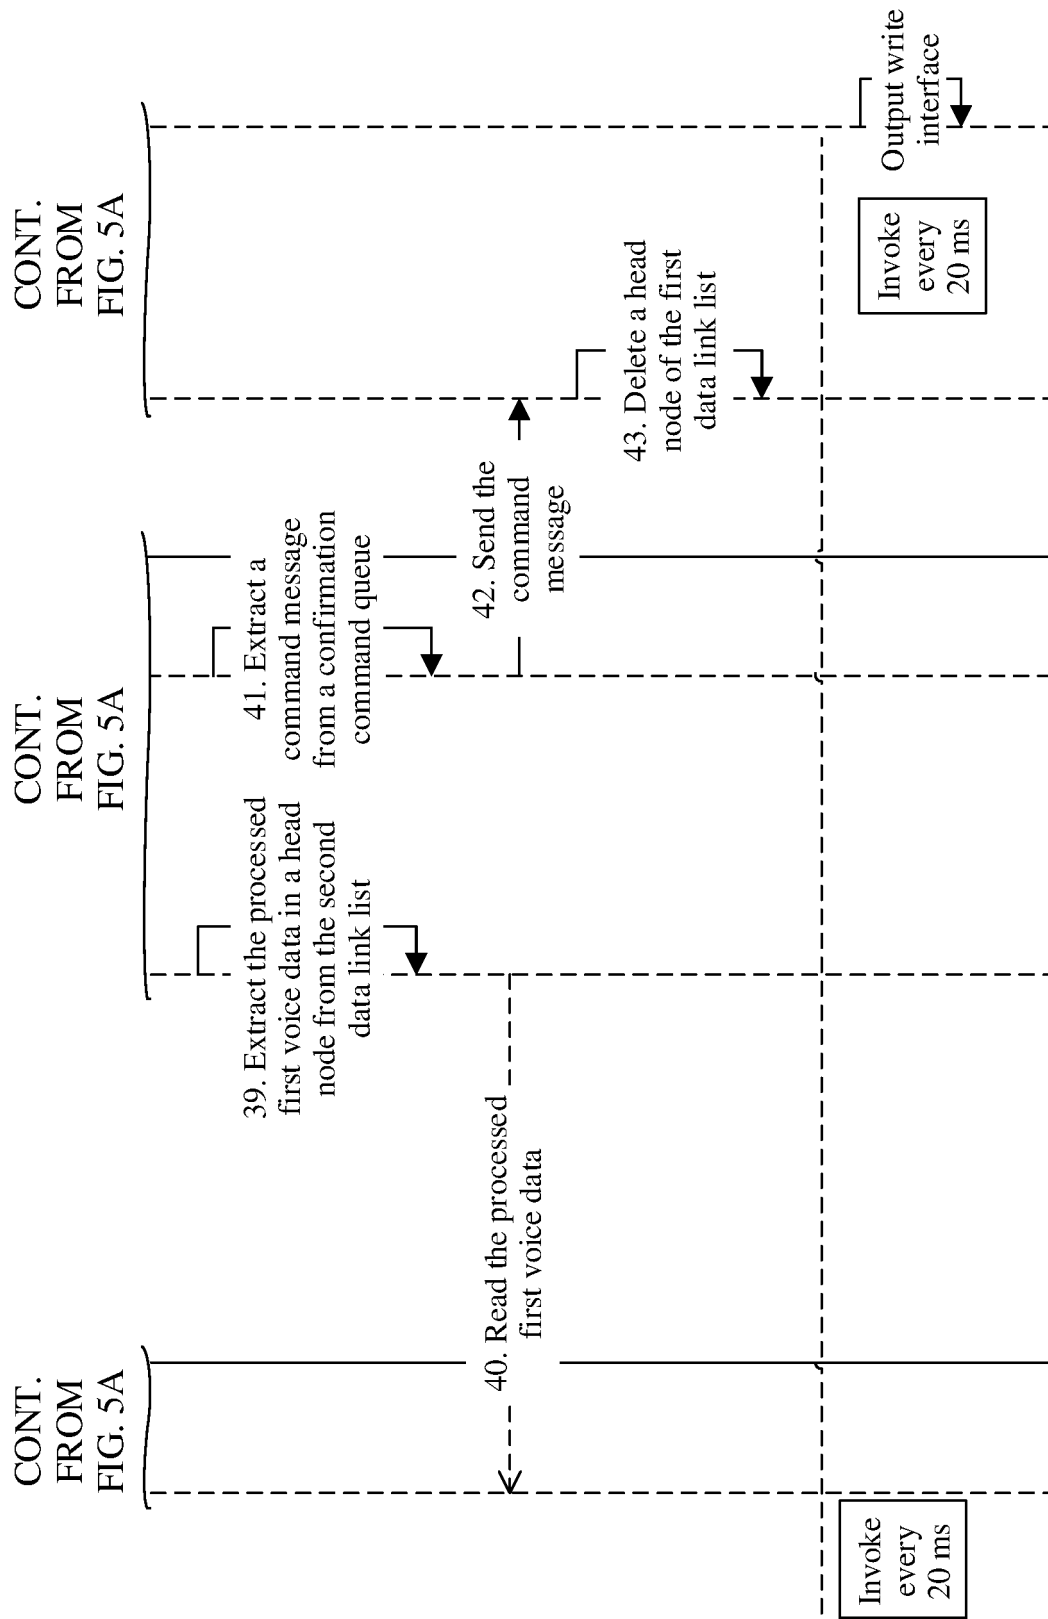 CONT.
FROM
FIG. 5A
CONT.
FROM
FIG. 5A
CONT.
FROM
FIG. 5A
39. Extract the processed
first voice data in a head
node from the second
data link list
41. Extract a
command message
from a confirmation
command queue
40. Read the processed
first voice data
42. Send the
command
message
43. Delete a head
node of the first
data link list
Invoke
every
20 ms
Invoke
every
20 ms
Output write
interface